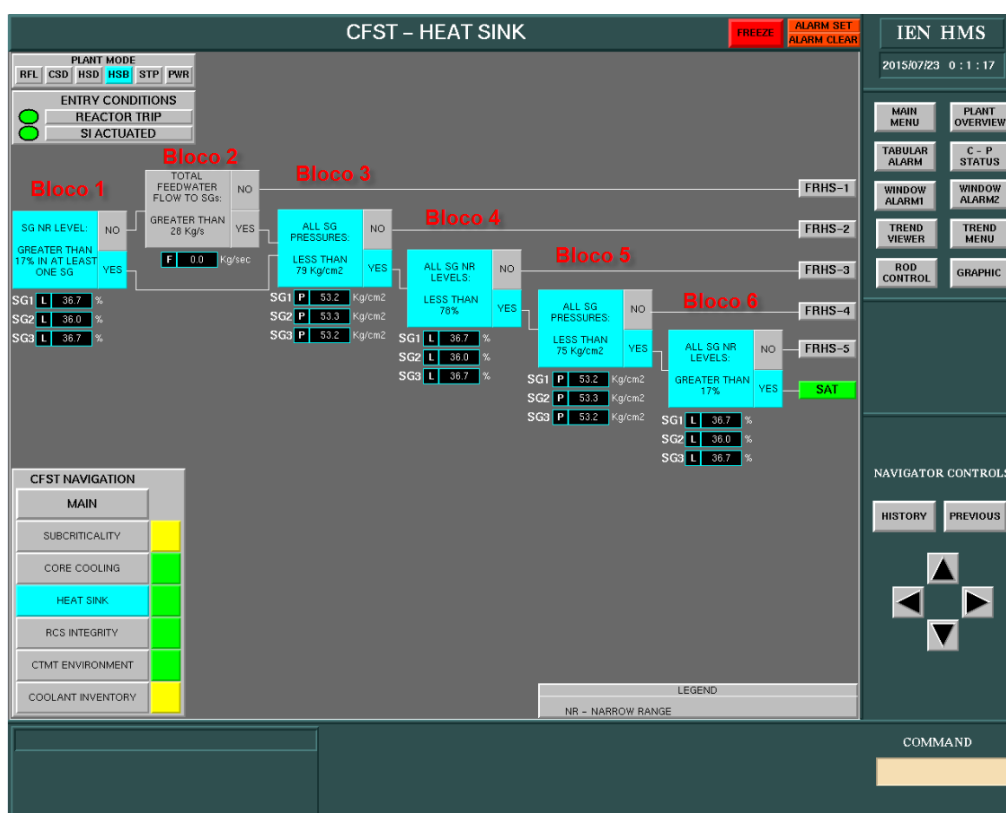 CFST – HEAT SINK
FREEZE
ALARM SET
ALARM CLEAR
IEN HMS
2015/07/23 0 : 1 : 17
PLANT MODE
RFL CSD HSD HSB STP PWR
ENTRY CONDITIONS
REACTOR TRIP
SI ACTUATED
MAIN MENU
PLANT OVERVIEW
TABULAR ALARM
C - P STATUS
WINDOW ALARM1
WINDOW ALARM2
TREND VIEWER
TREND MENU
ROD CONTROL
GRAPHIC
Bloco 1
SG NR LEVEL:
GREATER THAN
17% IN AT LEAST
ONE SG
NO
YES
SG1 L 36.7 %
SG2 L 36.0 %
SG3 L 36.7 %
Bloco 2
TOTAL
FEEDWATER
FLOW TO SGs:
GREATER THAN
28 Kg/s
NO
YES
F 0.0 Kg/sec
Bloco 3
ALL SG
PRESSURES:
LESS THAN
79 Kg/cm2
NO
YES
SG1 P 53.2 Kg/cm2
SG2 P 53.3 Kg/cm2
SG3 P 53.2 Kg/cm2
Bloco 4
ALL SG NR
LEVELS:
LESS THAN
78%
NO
YES
SG1 L 36.7 %
SG2 L 36.0 %
SG3 L 36.7 %
Bloco 5
ALL SG
PRESSURES:
LESS THAN
75 Kg/cm2
NO
YES
SG1 P 53.2 Kg/cm2
SG2 P 53.3 Kg/cm2
SG3 P 53.2 Kg/cm2
Bloco 6
ALL SG NR
LEVELS:
GREATER THAN
17%
NO
YES
SG1 L 36.7 %
SG2 L 36.0 %
SG3 L 36.7 %
FRHS-1
FRHS-2
FRHS-3
FRHS-4
FRHS-5
SAT
CFST NAVIGATION
MAIN
SUBCRITICALITY
CORE COOLING
HEAT SINK
RCS INTEGRITY
CTMT ENVIRONMENT
COOLANT INVENTORY
LEGEND
NR – NARROW RANGE
NAVIGATOR CONTROLS
HISTORY
PREVIOUS
COMMAND